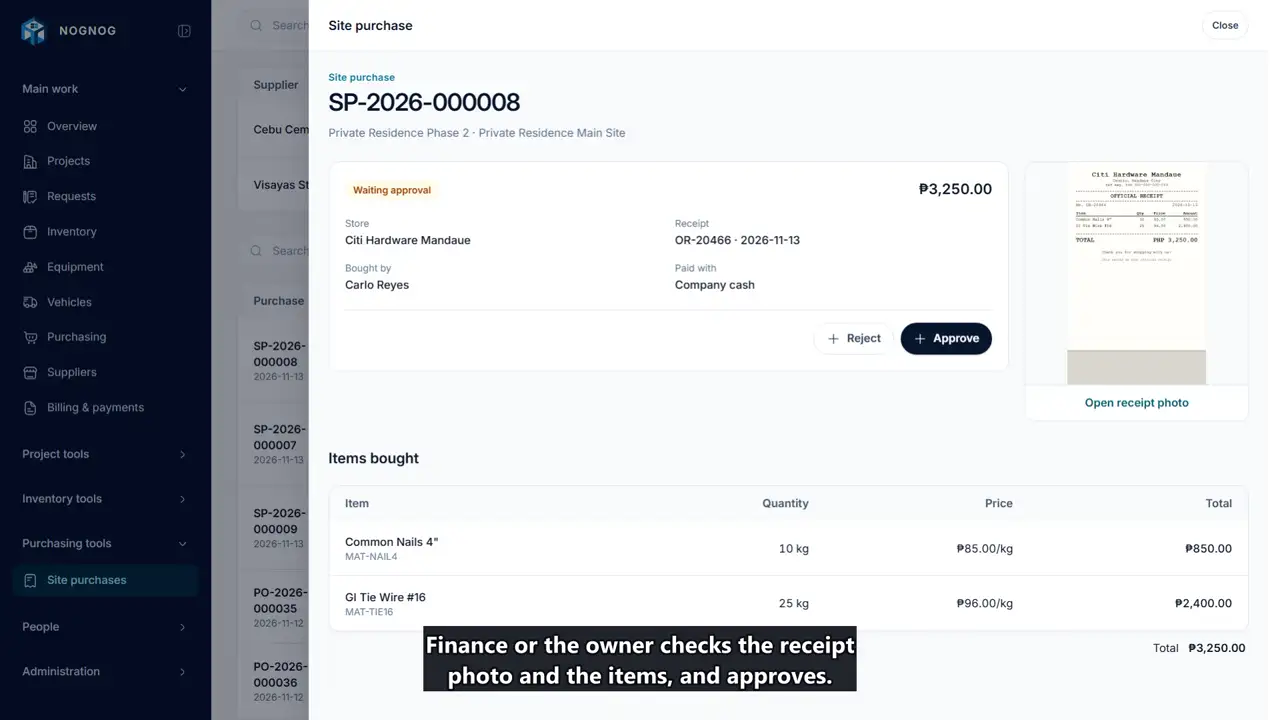 NOGNOG
Main work
Overview
Projects
Requests
Inventory
Equipment
Vehicles
Purchasing
Suppliers
Billing & payments
Project tools
Inventory tools
Purchasing tools
Site purchases
People
Administration
Search
Supplier
Cebu Cem
Visayas St
Search
Purchase
SP-2026-
000008
2026-11-13
SP-2026-
000007
2026-11-13
SP-2026-
000009
2026-11-13
PO-2026-
000035
2026-11-12
PO-2026-
000036
2026-11-12
Site purchase
Close
Site purchase
SP-2026-000008
Private Residence Phase 2 · Private Residence Main Site
Waiting approval
₱3,250.00
Store
Receipt
Citi Hardware Mandaue
OR-20466 · 2026-11-13
Bought by
Paid with
Carlo Reyes
Company cash
Reject
Approve
Citi Hardware Mandaue
OFFICIAL RECEIPT
Item Qty Price Amount
TOTAL PHP 3,250.00
Open receipt photo
Items bought
Item Quantity Price Total
Common Nails 4" 10 kg ₱85.00/kg ₱850.00
MAT-NAIL4
GI Tie Wire #16 25 kg ₱96.00/kg ₱2,400.00
MAT-TIE16
Total ₱3,250.00
Finance or the owner checks the receipt
photo and the items, and approves.